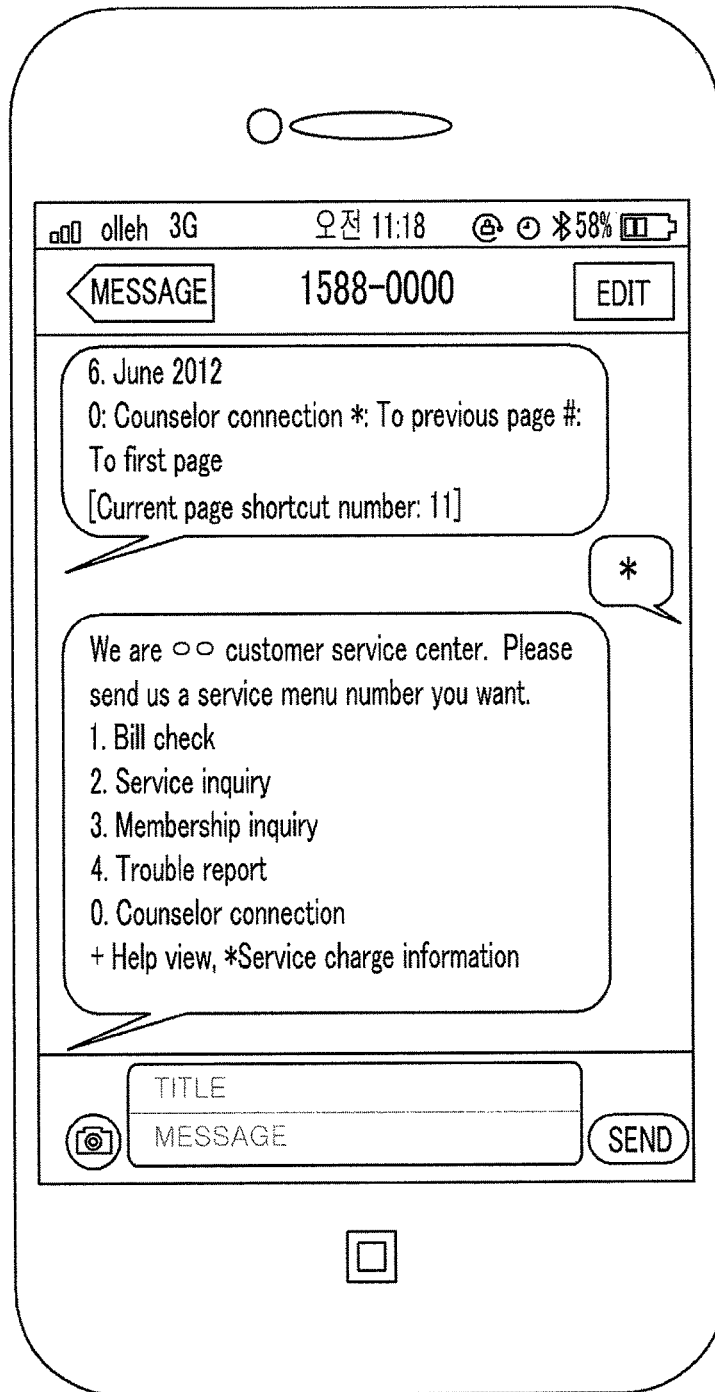 olleh 3G 오전 11:18 58%
MESSAGE 1588-0000 EDIT
6. June 2012
0: Counselor connection *: To previous page #:
To first page
[Current page shortcut number: 11]
*
We are ○○ customer service center. Please
send us a service menu number you want.
1. Bill check
2. Service inquiry
3. Membership inquiry
4. Trouble report
0. Counselor connection
+ Help view, *Service charge information
TITLE
MESSAGE
SEND